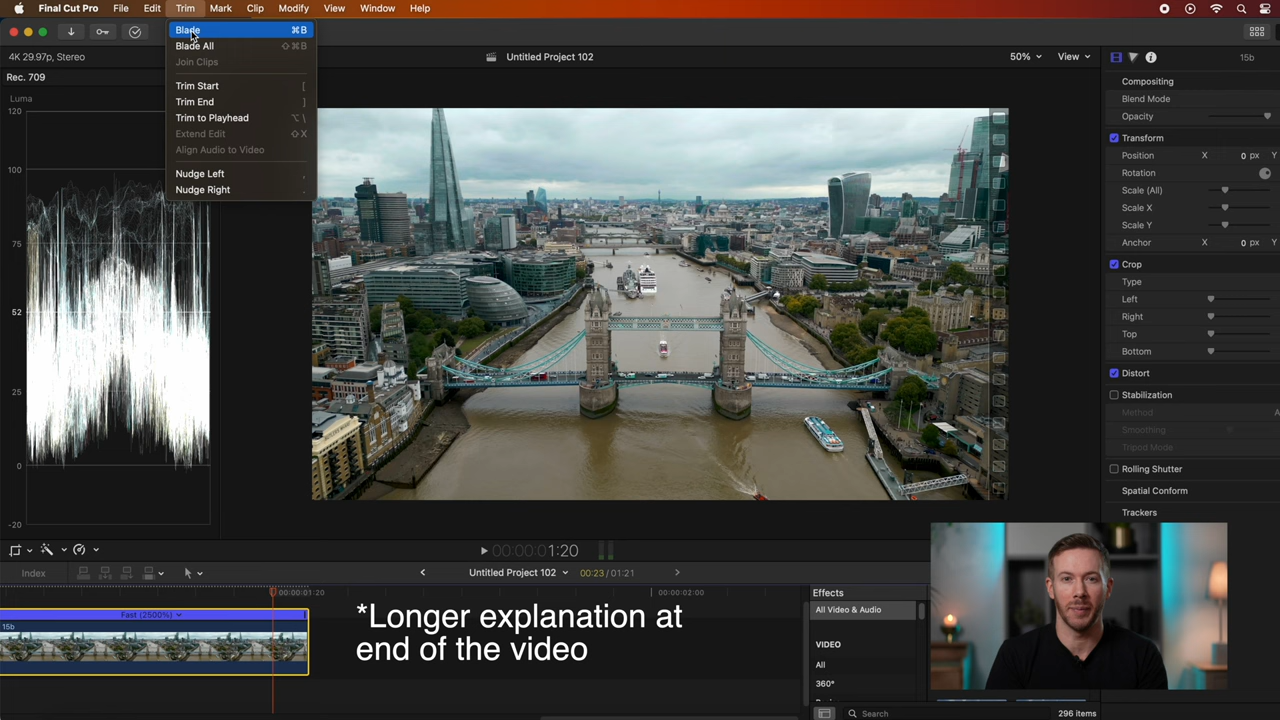 Final Cut Pro File Edit Trim Mark Clip Modify View Window Help
Blade ⌘B
Blade All ⇧⌘B
Join Clips
Trim Start [
Trim End ]
Trim to Playhead ⌥\
Extend Edit ⇧X
Align Audio to Video
Nudge Left ,
Nudge Right .
4K 29.97p, Stereo
Untitled Project 102
50%
View
15b
Rec. 709
Luma
120
100
75
52
25
0
-20
Compositing
Blend Mode
Opacity
Transform
Position X 0 px Y
Rotation
Scale (All)
Scale X
Scale Y
Anchor X 0 px Y
Crop
Type
Left
Right
Top
Bottom
Distort
Stabilization
Method
Smoothing
Tripod Mode
Rolling Shutter
Spatial Conform
Trackers
00:00:01:20
Index
Untitled Project 102
00:23 / 01:21
00:00:01:20
00:00:02:00
Fast (2500%)
15b
*Longer explanation at
end of the video
Effects
All Video & Audio
VIDEO
All
360°
Search
296 items